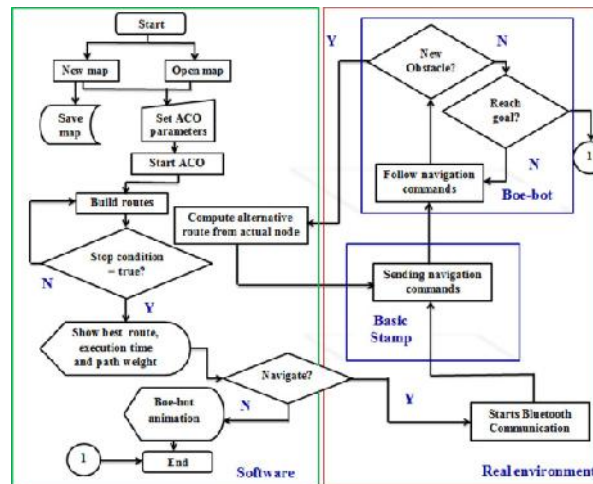 Start
New map
Open map
Save
map
Set ACO
parameters
Start ACO
Build routes
Stop condition
= true?
N
Y
Show best route,
execution time
and path weight
Navigate?
N
Y
Boe-bot
animation
1
End
Software
Y
New
Obstacle?
N
Reach
goal?
N
1
Follow navigation
commands
Boe-bot
Compute alternative
route from actual node
Sending navigation
commands
Basic
Stamp
Starts Bluetooth
Communication
Real environment